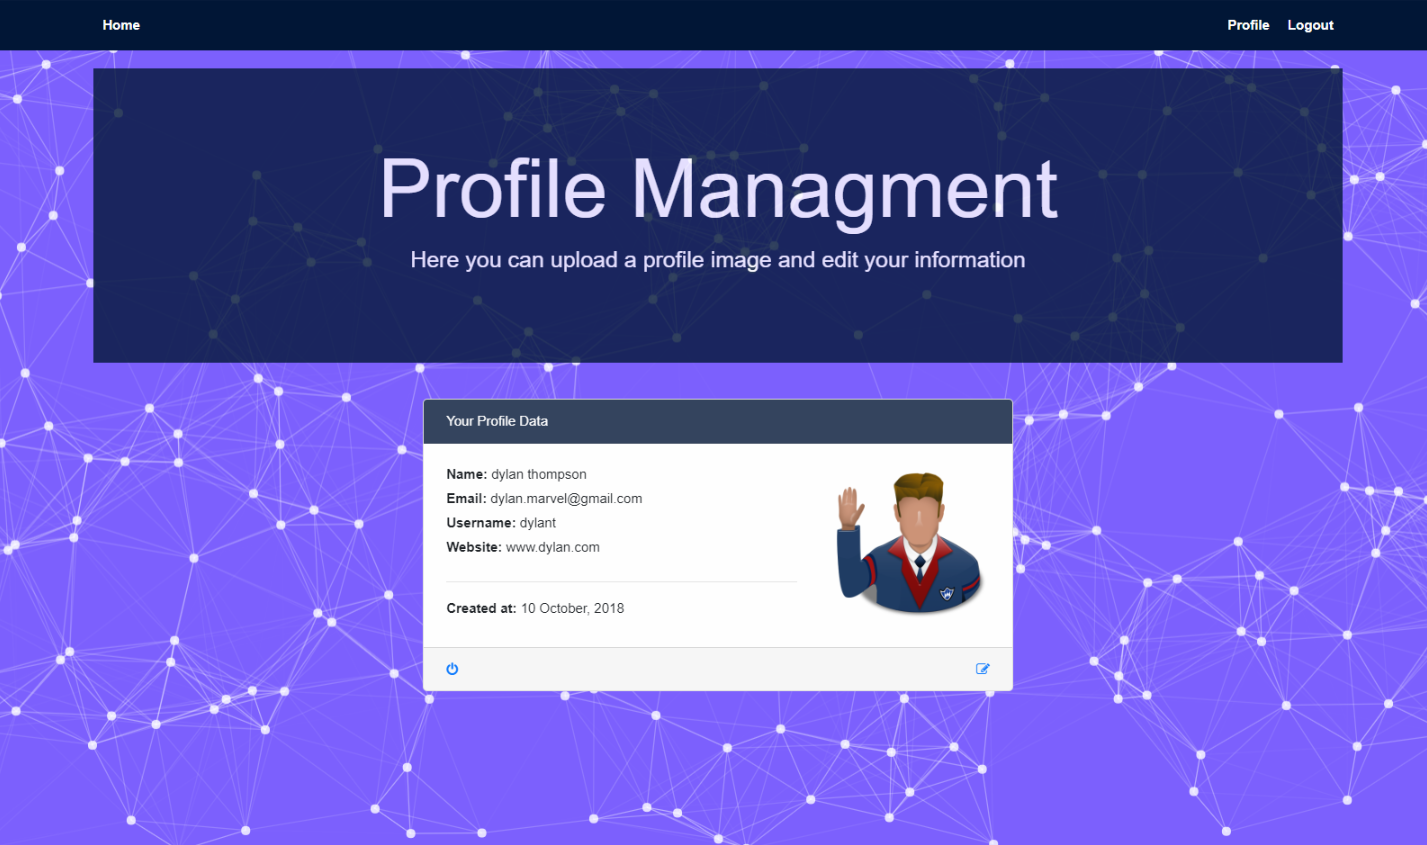 Home Profile Logout
Profile Managment
Here you can upload a profile image and edit your information
Your Profile Data
Name: dylan thompson
Email: dylan.marvel@gmail.com
Username: dylant
Website: www.dylan.com
Created at: 10 October, 2018